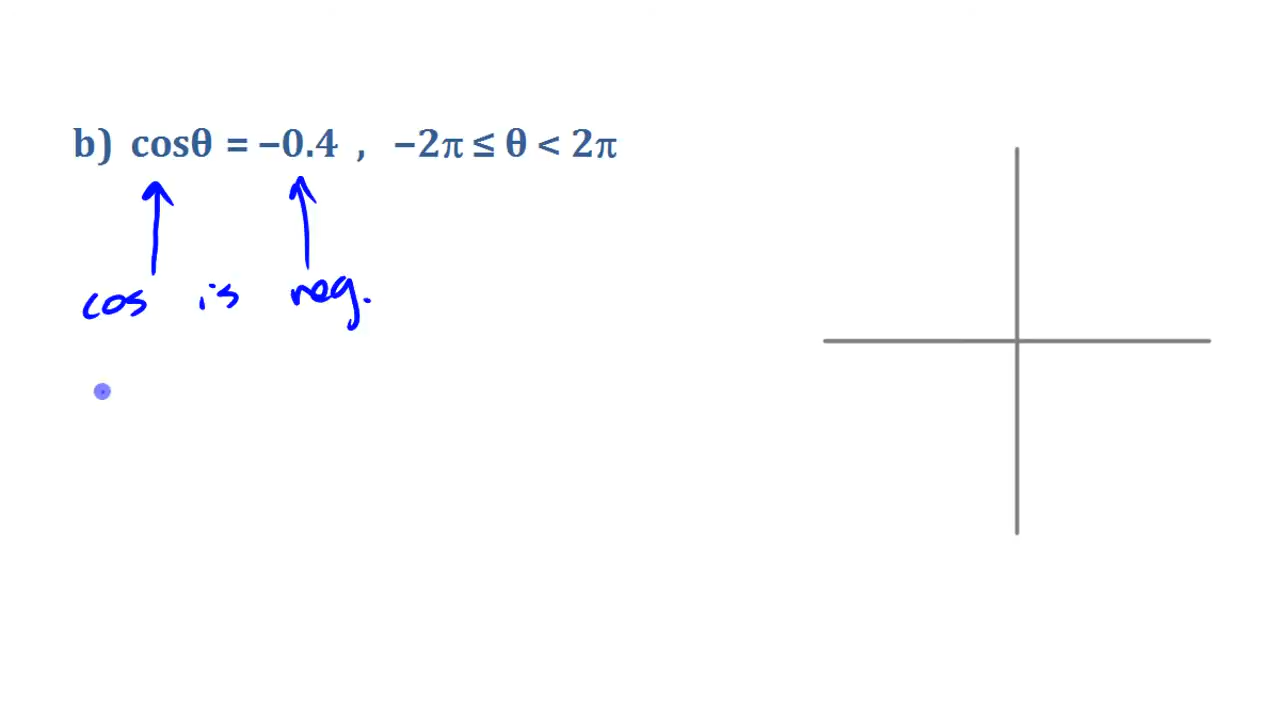 b) cosθ = −0.4 , −2π ≤ θ < 2π
cos is neg.